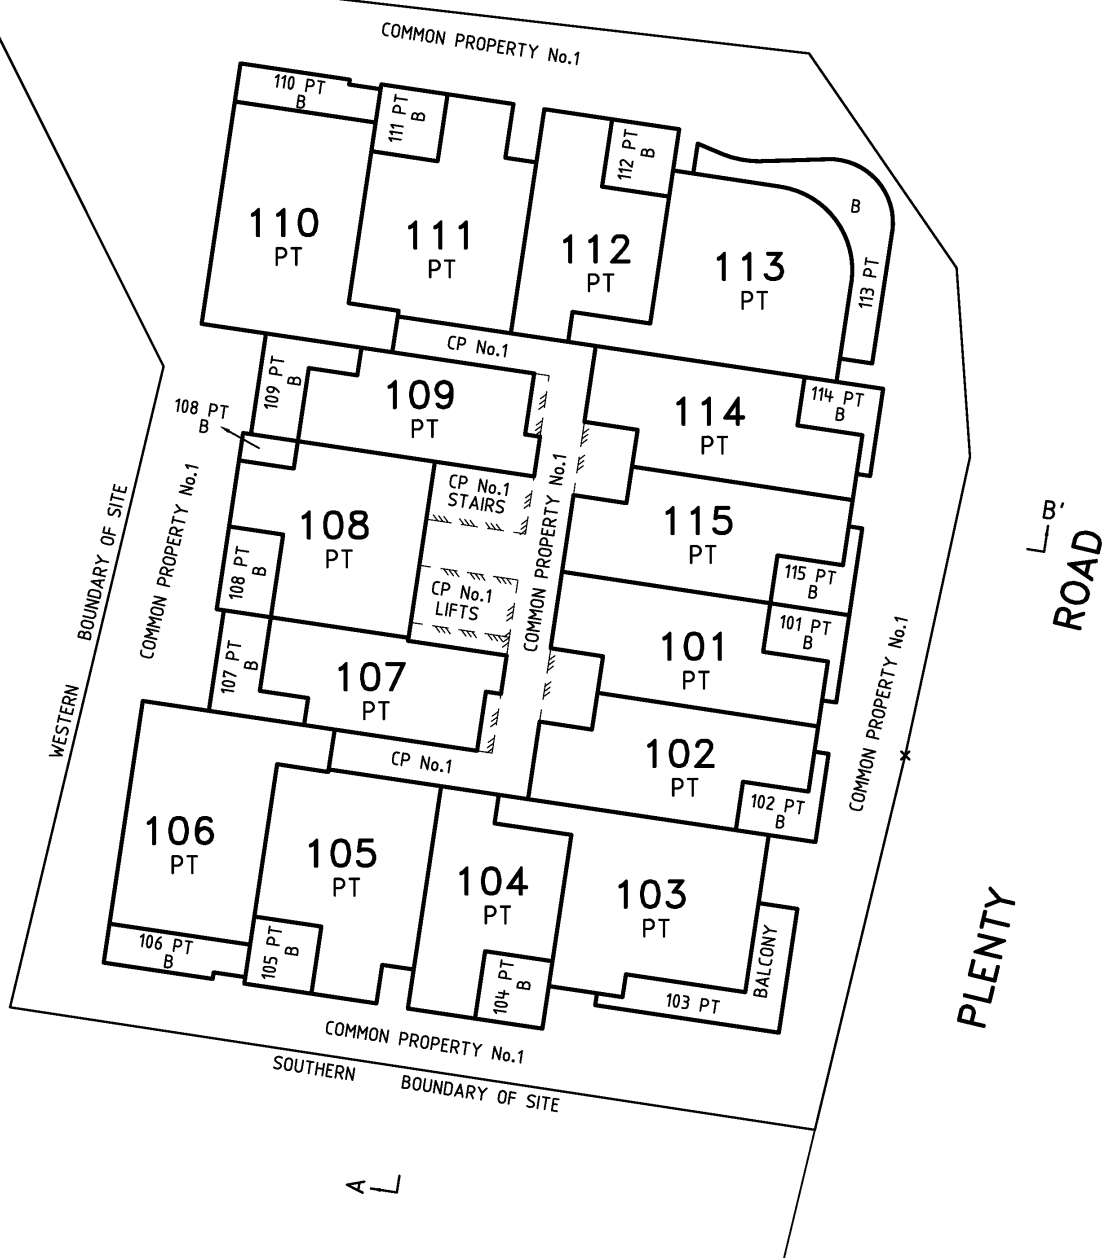 COMMON PROPERTY No.1
110 PT
B
111 PT
B
112 PT
B
B
113 PT
110
PT
111
PT
112
PT
113
PT
CP No.1
109 PT
B
109
PT
114
PT
114 PT
B
108 PT
B
CP No.1
STAIRS
108
PT
115
PT
115 PT
B
108 PT
B
CP No.1
LIFTS
COMMON PROPERTY No.1
101
PT
101 PT
B
107 PT
B
107
PT
CP No.1
102
PT
102 PT
B
106
PT
105
PT
104
PT
103
PT
106 PT
B
105 PT
B
104 PT
B
103 PT
BALCONY
COMMON PROPERTY No.1
COMMON PROPERTY No.1
COMMON PROPERTY No.1
WESTERN BOUNDARY OF SITE
SOUTHERN BOUNDARY OF SITE
B'
PLENTY ROAD
A